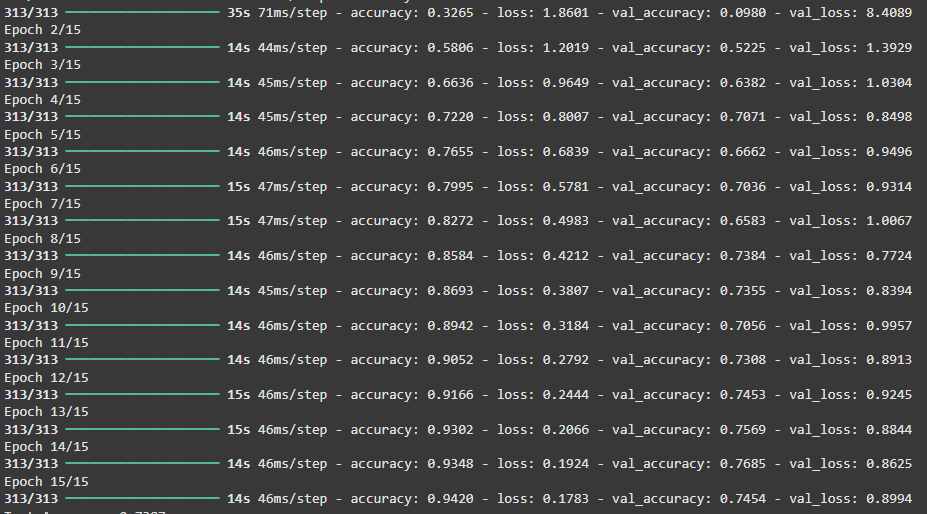 313/313 ━━━━━━━━━━━━━━━━━━━━ 35s 71ms/step - accuracy: 0.3265 - loss: 1.8601 - val_accuracy: 0.0980 - val_loss: 8.4089
Epoch 2/15
313/313 ━━━━━━━━━━━━━━━━━━━━ 14s 44ms/step - accuracy: 0.5806 - loss: 1.2019 - val_accuracy: 0.5225 - val_loss: 1.3929
Epoch 3/15
313/313 ━━━━━━━━━━━━━━━━━━━━ 14s 45ms/step - accuracy: 0.6636 - loss: 0.9649 - val_accuracy: 0.6382 - val_loss: 1.0304
Epoch 4/15
313/313 ━━━━━━━━━━━━━━━━━━━━ 14s 45ms/step - accuracy: 0.7220 - loss: 0.8007 - val_accuracy: 0.7071 - val_loss: 0.8498
Epoch 5/15
313/313 ━━━━━━━━━━━━━━━━━━━━ 14s 46ms/step - accuracy: 0.7655 - loss: 0.6839 - val_accuracy: 0.6662 - val_loss: 0.9496
Epoch 6/15
313/313 ━━━━━━━━━━━━━━━━━━━━ 15s 47ms/step - accuracy: 0.7995 - loss: 0.5781 - val_accuracy: 0.7036 - val_loss: 0.9314
Epoch 7/15
313/313 ━━━━━━━━━━━━━━━━━━━━ 15s 47ms/step - accuracy: 0.8272 - loss: 0.4983 - val_accuracy: 0.6583 - val_loss: 1.0067
Epoch 8/15
313/313 ━━━━━━━━━━━━━━━━━━━━ 14s 46ms/step - accuracy: 0.8584 - loss: 0.4212 - val_accuracy: 0.7384 - val_loss: 0.7724
Epoch 9/15
313/313 ━━━━━━━━━━━━━━━━━━━━ 14s 45ms/step - accuracy: 0.8693 - loss: 0.3807 - val_accuracy: 0.7355 - val_loss: 0.8394
Epoch 10/15
313/313 ━━━━━━━━━━━━━━━━━━━━ 14s 46ms/step - accuracy: 0.8942 - loss: 0.3184 - val_accuracy: 0.7056 - val_loss: 0.9957
Epoch 11/15
313/313 ━━━━━━━━━━━━━━━━━━━━ 14s 46ms/step - accuracy: 0.9052 - loss: 0.2792 - val_accuracy: 0.7308 - val_loss: 0.8913
Epoch 12/15
313/313 ━━━━━━━━━━━━━━━━━━━━ 15s 46ms/step - accuracy: 0.9166 - loss: 0.2444 - val_accuracy: 0.7453 - val_loss: 0.9245
Epoch 13/15
313/313 ━━━━━━━━━━━━━━━━━━━━ 15s 46ms/step - accuracy: 0.9302 - loss: 0.2066 - val_accuracy: 0.7569 - val_loss: 0.8844
Epoch 14/15
313/313 ━━━━━━━━━━━━━━━━━━━━ 14s 46ms/step - accuracy: 0.9348 - loss: 0.1924 - val_accuracy: 0.7685 - val_loss: 0.8625
Epoch 15/15
313/313 ━━━━━━━━━━━━━━━━━━━━ 14s 46ms/step - accuracy: 0.9420 - loss: 0.1783 - val_accuracy: 0.7454 - val_loss: 0.8994